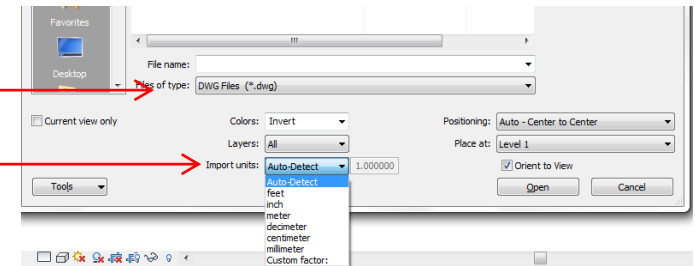 Favorites
Desktop
File name:
Files of type: DWG Files (*.dwg)
Current view only
Colors: Invert
Positioning: Auto - Center to Center
Layers: All
Place at: Level 1
Import units: Auto-Detect 1.000000
Orient to View
Auto-Detect
feet
inch
meter
decimeter
centimeter
millimeter
Custom factor:
Tools
Open
Cancel